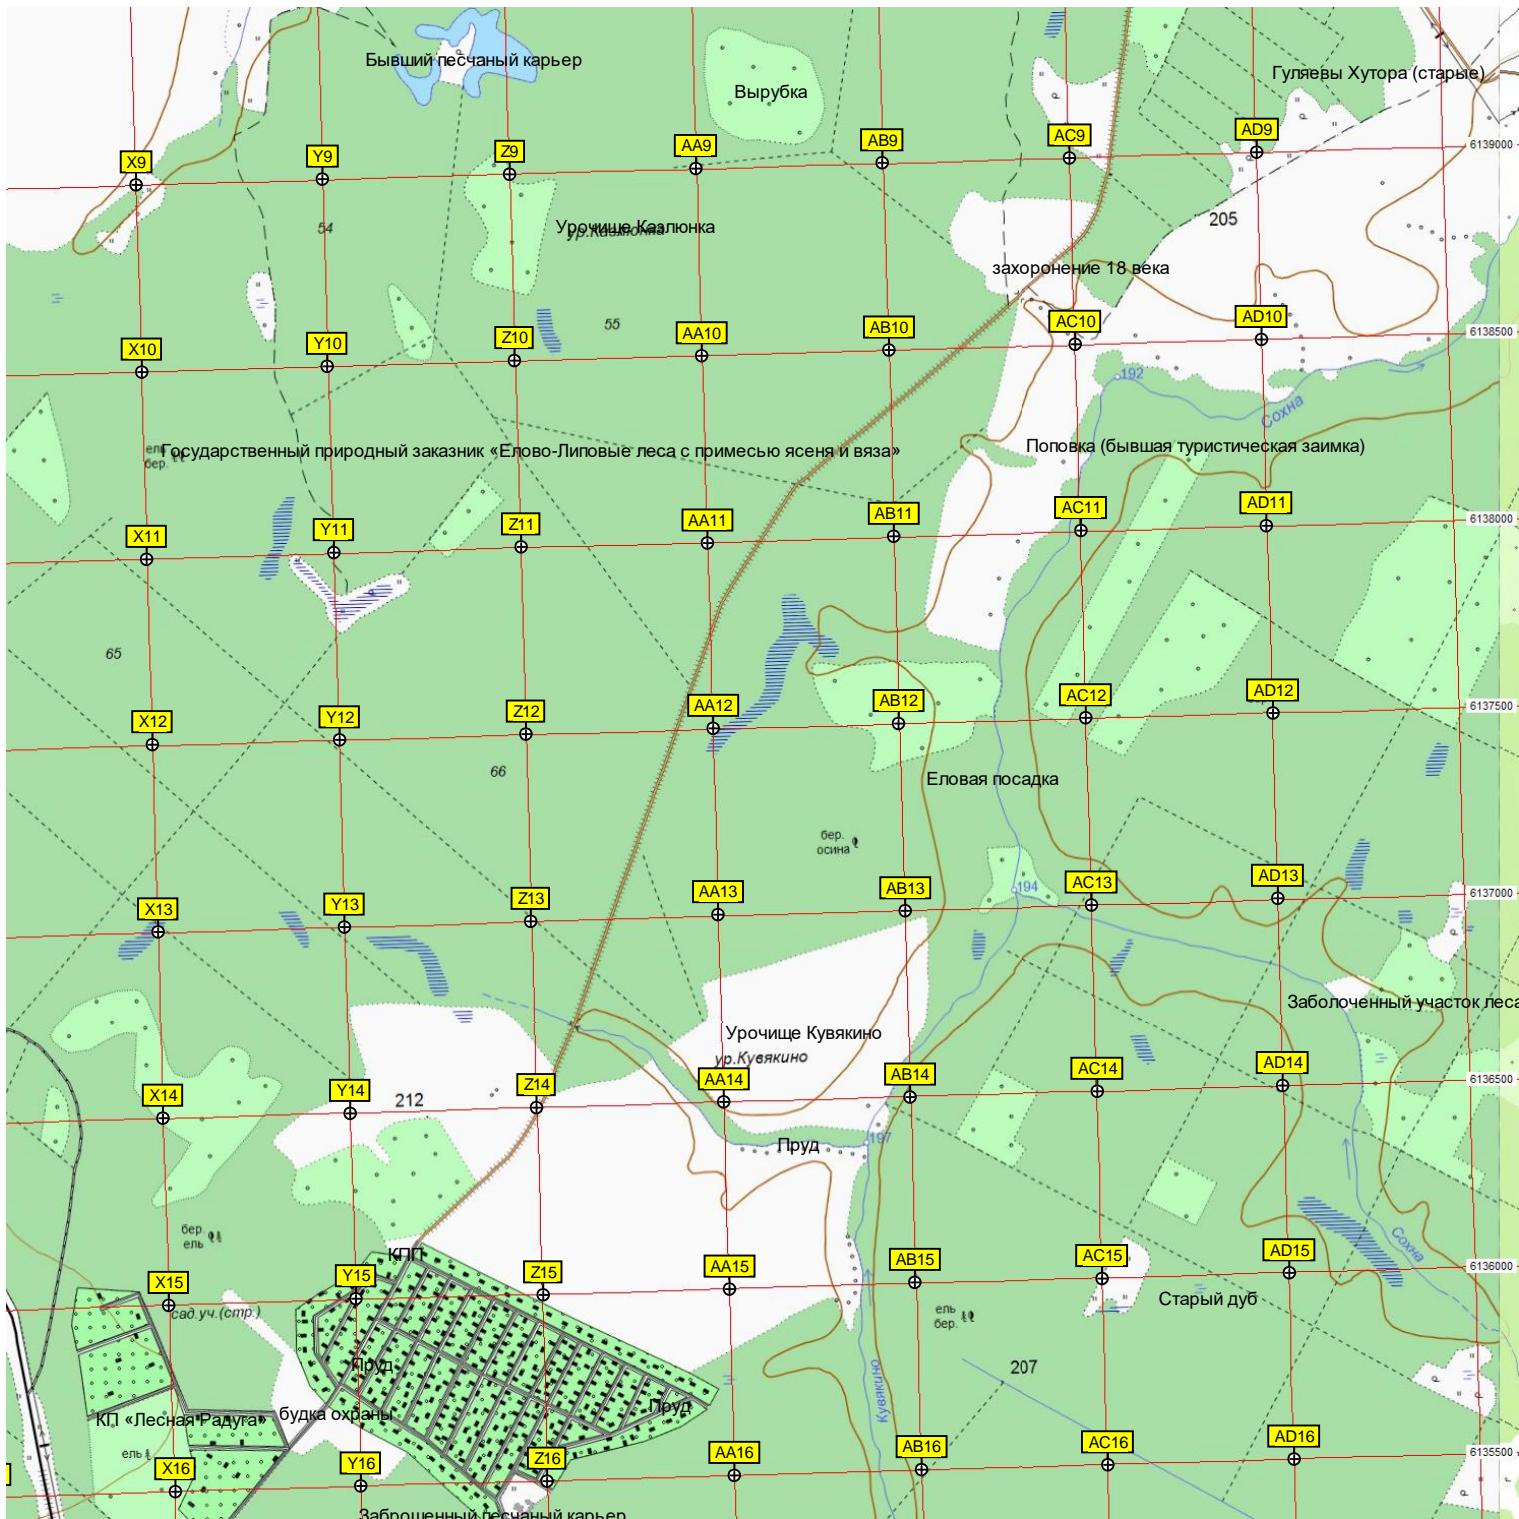 Бывший песчаный карьер
Вырубка
Гуляевы Хутора (старые)
X9
Y9
Z9
AA9
AB9
AC9
AD9
6139000
54
Урочище Казлюнка
ур.Казлюнка
205
захоронение 18 века
55
X10
Y10
Z10
AA10
AB10
AC10
AD10
6138500
192
Сохна
ель
бер.
Государственный природный заказник «Елово-Липовые леса с примесью ясеня и вяза»
Поповка (бывшая туристическая заимка)
X11
Y11
Z11
AA11
AB11
AC11
AD11
6138000
65
X12
Y12
Z12
AA12
AB12
AC12
AD12
6137500
66
Еловая посадка
бер.
осина
X13
Y13
Z13
AA13
AB13
194
AC13
AD13
6137000
Заболоченный участок леса
Урочище Кувякино
ур.Кувякино
X14
Y14
212
Z14
AA14
AB14
AC14
AD14
6136500
197
Пруд
бер.
ель
КПП
Сохна
X15
Y15
Z15
AA15
AB15
AC15
AD15
6136000
сад.уч.(стр.)
ель
бер.
Старый дуб
Пруд
207
Кувякино
Пруд
КП «Лесная Радуга»
будка охраны
ель
X16
Y16
Z16
AA16
AB16
AC16
AD16
6135500
Заброшенный песчаный карьер